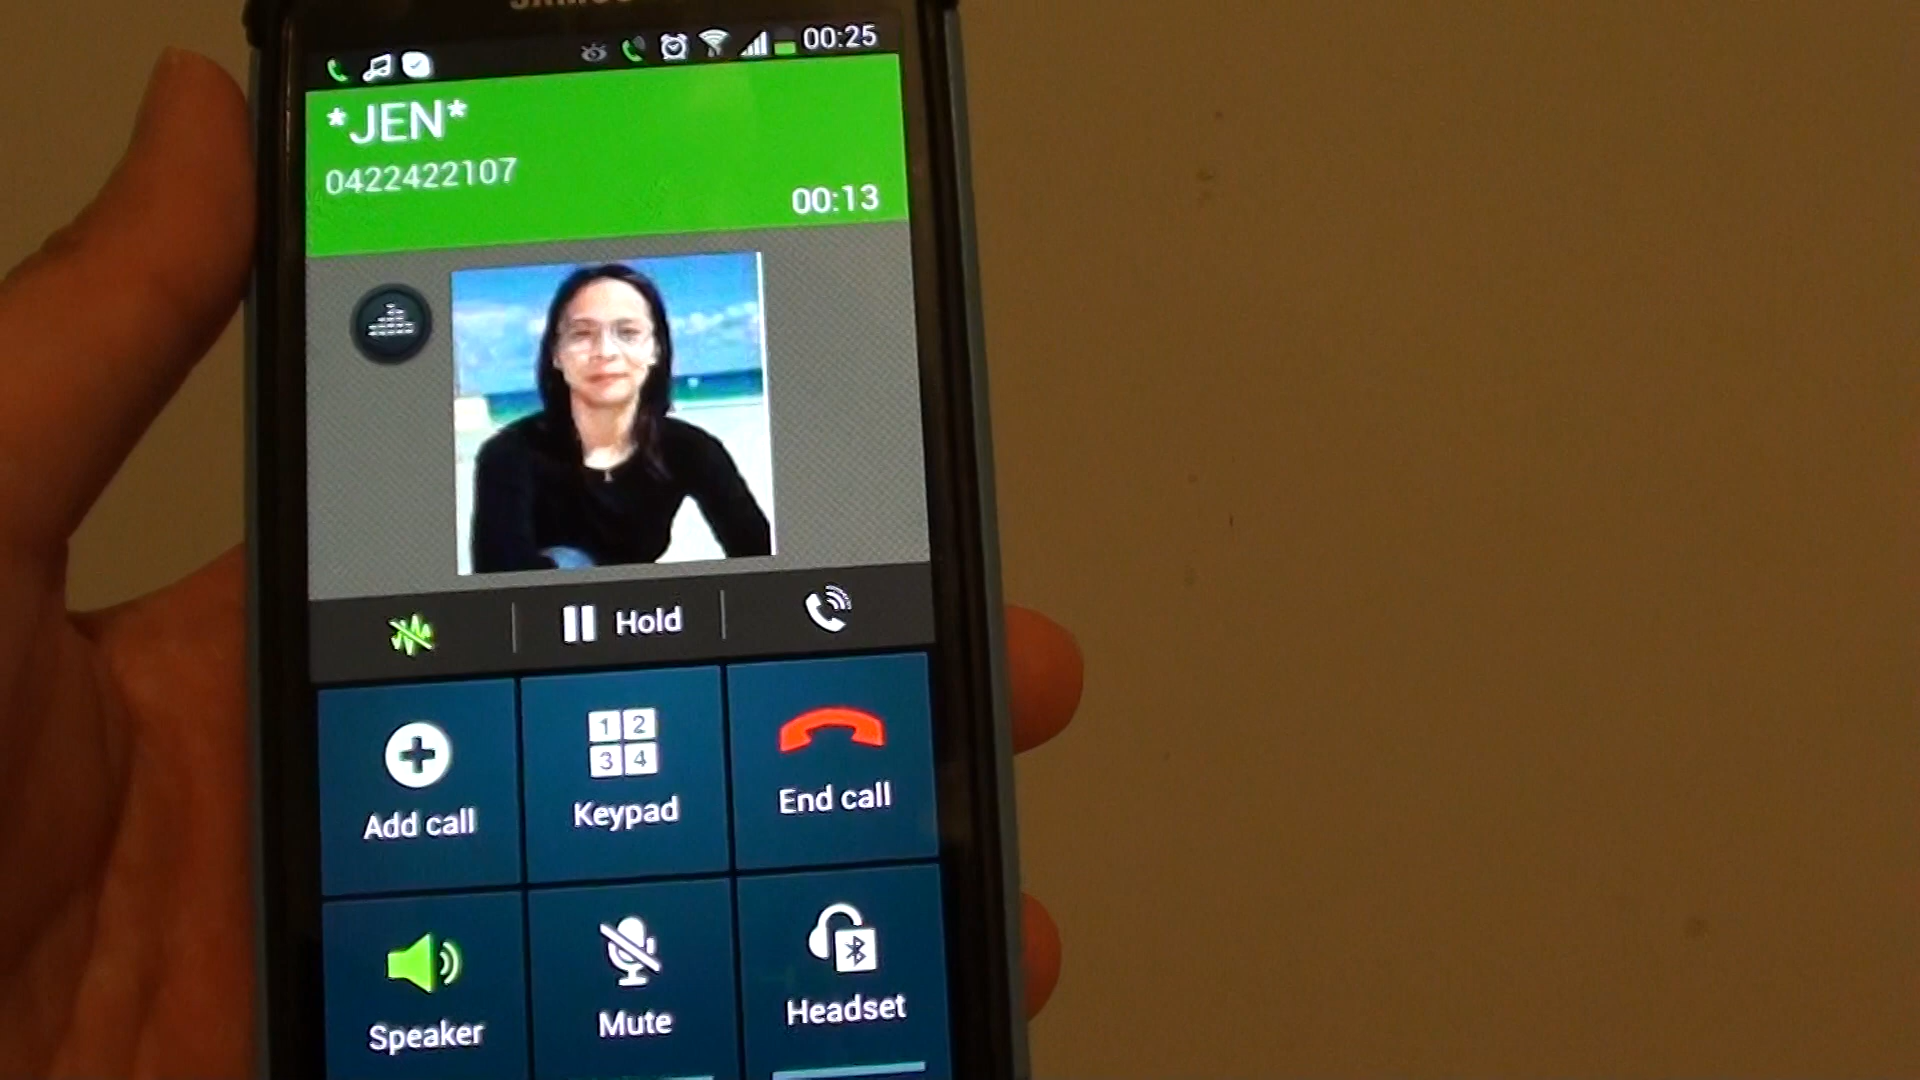 SAMSUNG
00:25
*JEN*
0422422107
00:13
Hold
1 2
3 4
Add call
Keypad
End call
Speaker
Mute
Headset